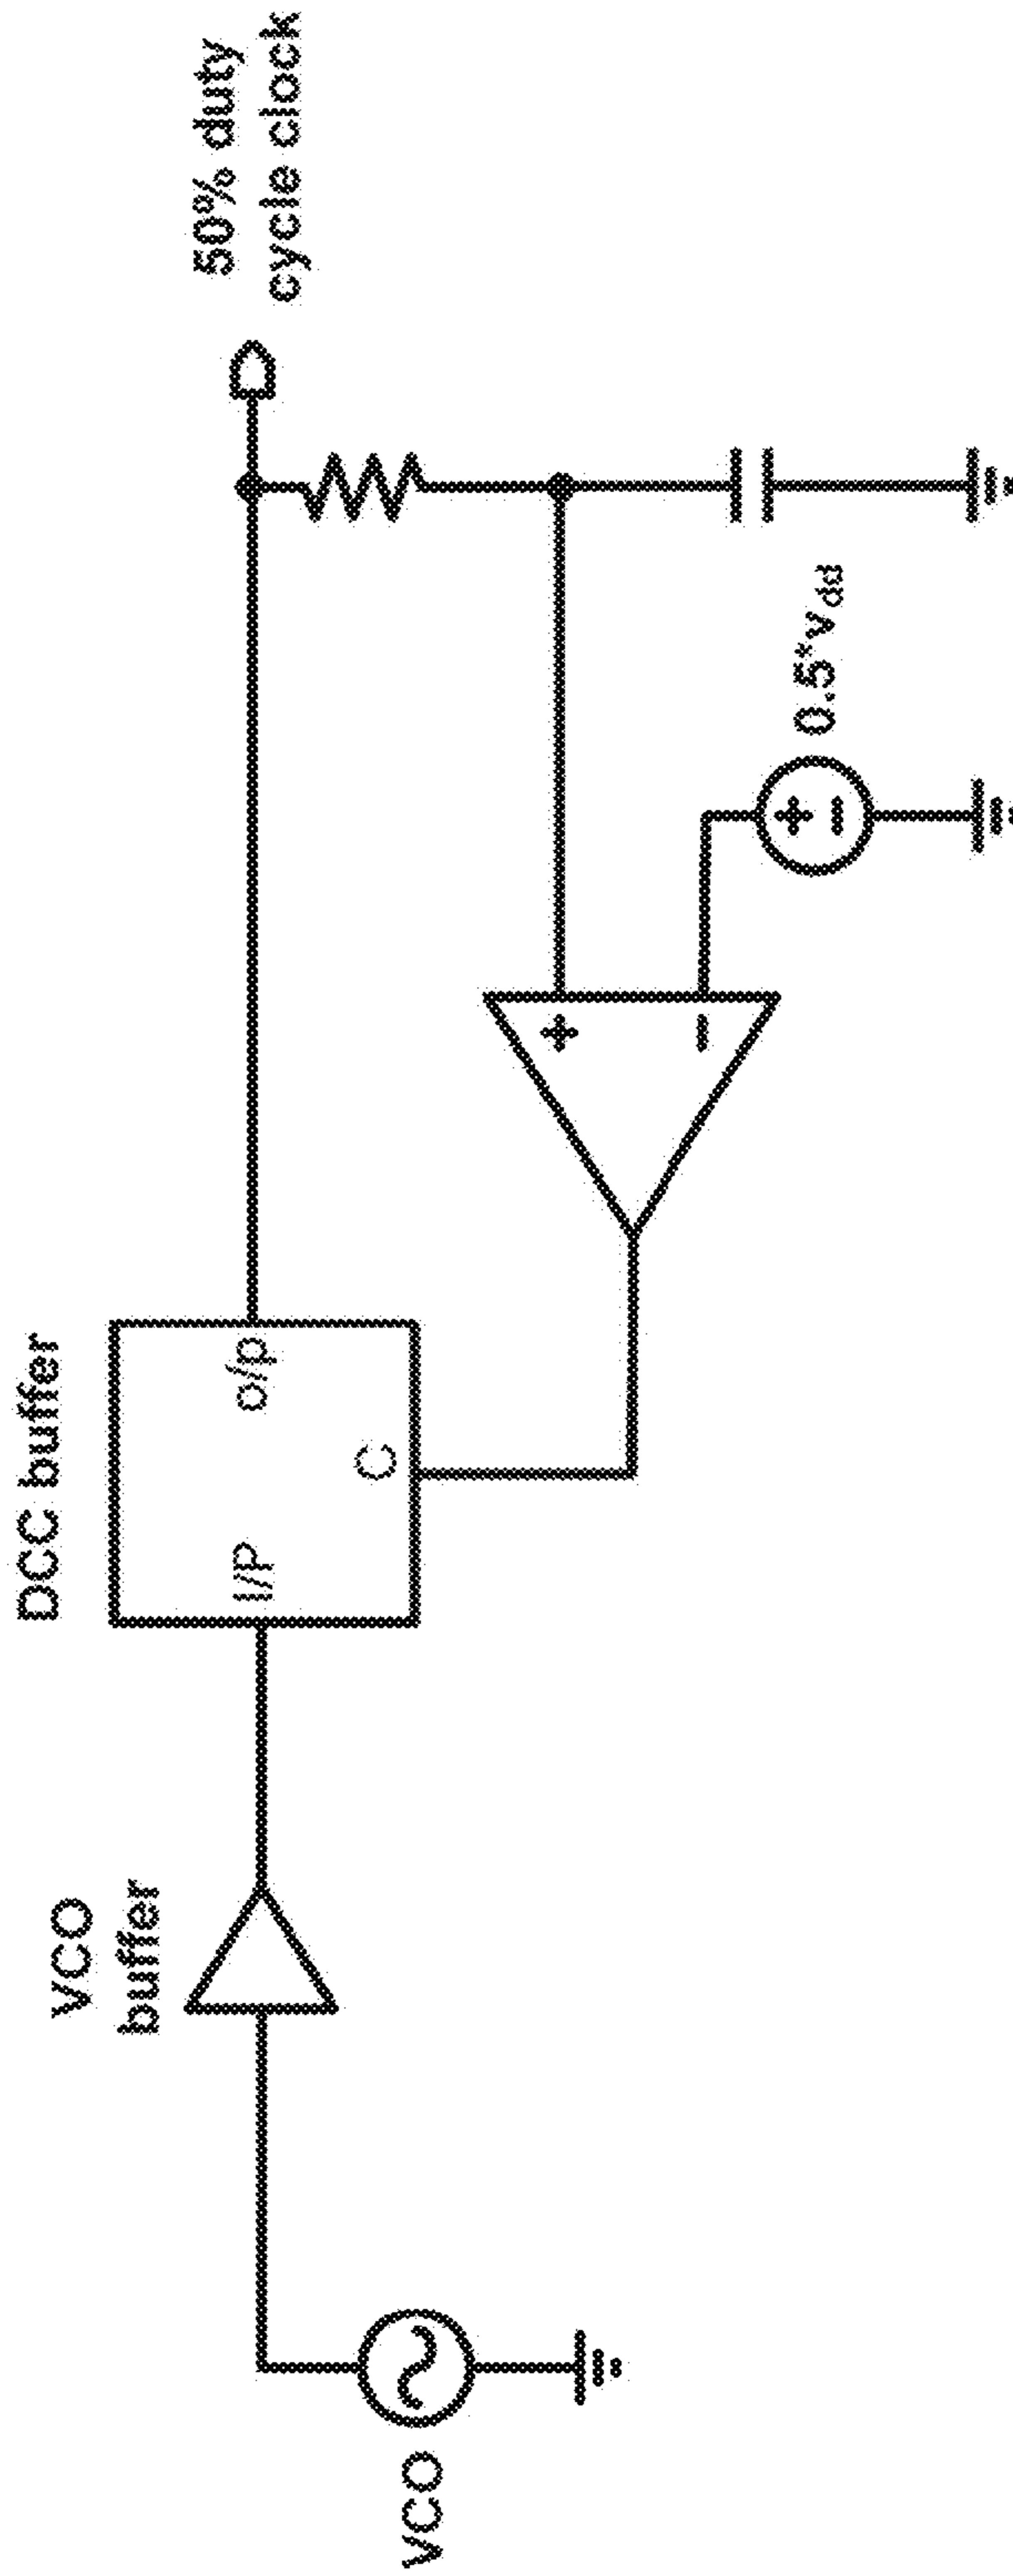 VCO
VCO
buffer
DCC buffer
I/P
o/p
C
50% duty
cycle clock
+
−
+
−
0.5*vdd